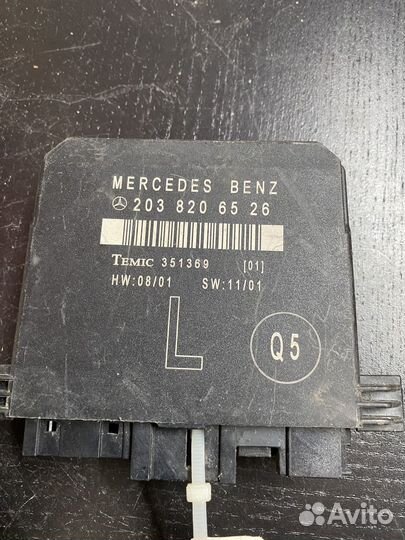 MERCEDES BENZ
203 820 65 26
TEMIC 351369 [01]
HW:08/01 SW:11/01
L
Q5
Avito